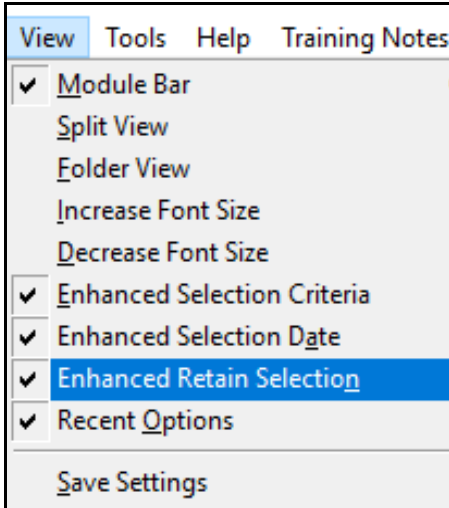 View Tools Help Training Notes
Module Bar
Split View
Folder View
Increase Font Size
Decrease Font Size
Enhanced Selection Criteria
Enhanced Selection Date
Enhanced Retain Selection
Recent Options
Save Settings